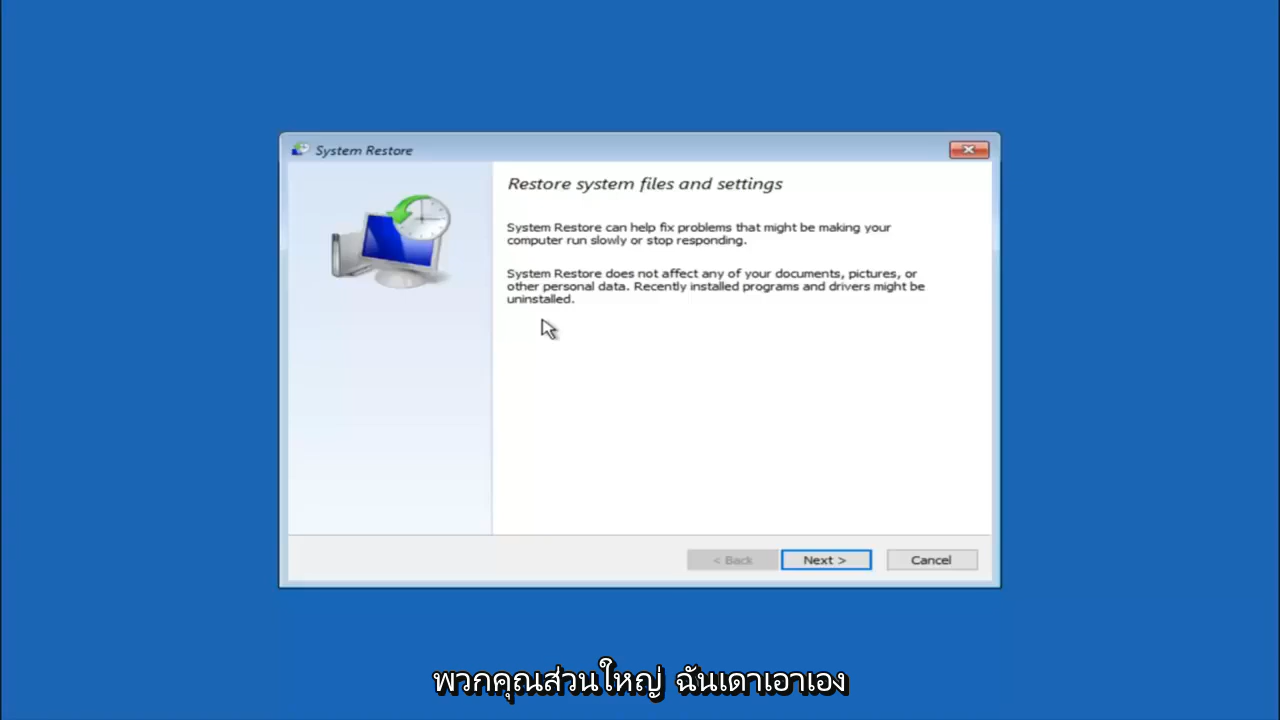 System Restore
Restore system files and settings
System Restore can help fix problems that might be making your
computer run slowly or stop responding.
System Restore does not affect any of your documents, pictures, or
other personal data. Recently installed programs and drivers might be
uninstalled.
< Back
Next >
Cancel
พวกคุณส่วนใหญ่ ฉันเดาเอาเอง